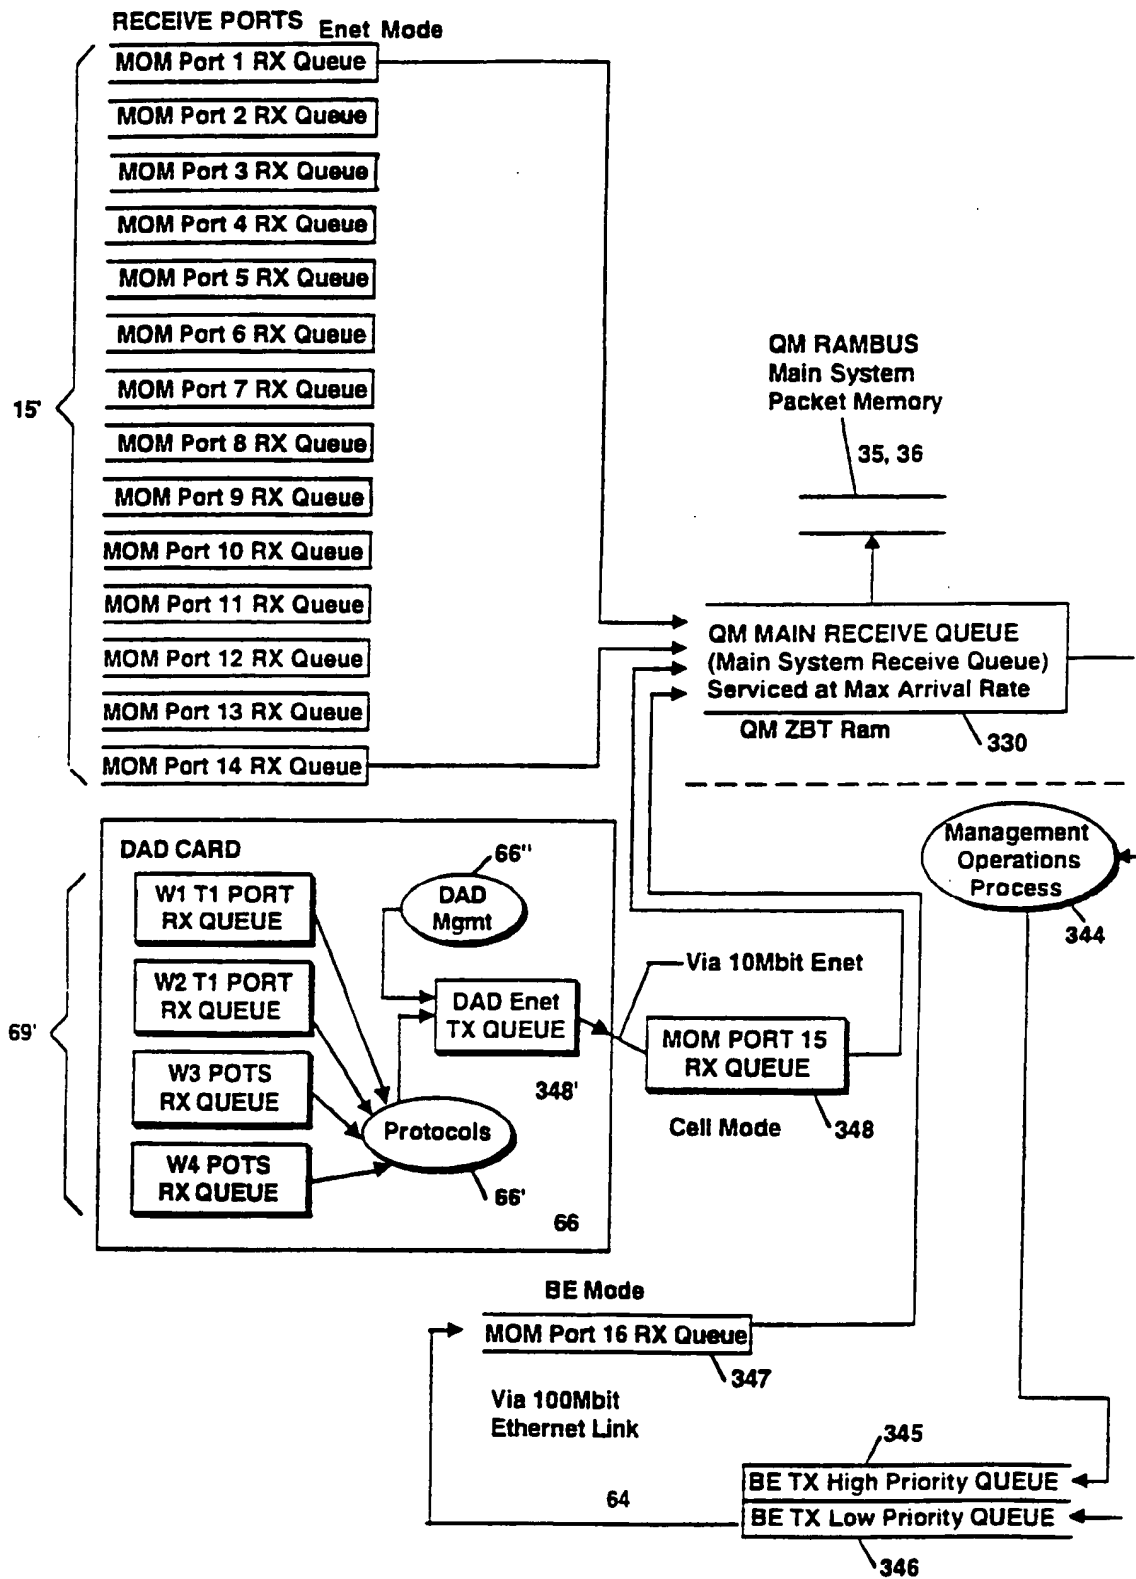 RECEIVE PORTS Enet Mode
MOM Port 1 RX Queue
MOM Port 2 RX Queue
MOM Port 3 RX Queue
MOM Port 4 RX Queue
MOM Port 5 RX Queue
MOM Port 6 RX Queue
MOM Port 7 RX Queue
MOM Port 8 RX Queue
MOM Port 9 RX Queue
MOM Port 10 RX Queue
MOM Port 11 RX Queue
MOM Port 12 RX Queue
MOM Port 13 RX Queue
MOM Port 14 RX Queue
15'
QM RAMBUS
Main System
Packet Memory
35, 36
QM MAIN RECEIVE QUEUE
(Main System Receive Queue)
Serviced at Max Arrival Rate
QM ZBT Ram
330
Management
Operations
Process
344
DAD CARD
66"
W1 T1 PORT
RX QUEUE
W2 T1 PORT
RX QUEUE
W3 POTS
RX QUEUE
W4 POTS
RX QUEUE
69'
DAD
Mgmt
DAD Enet
TX QUEUE
348'
Protocols
66'
66
Via 10Mbit Enet
MOM PORT 15
RX QUEUE
Cell Mode
348
BE Mode
MOM Port 16 RX Queue
347
Via 100Mbit
Ethernet Link
64
345
BE TX High Priority QUEUE
BE TX Low Priority QUEUE
346